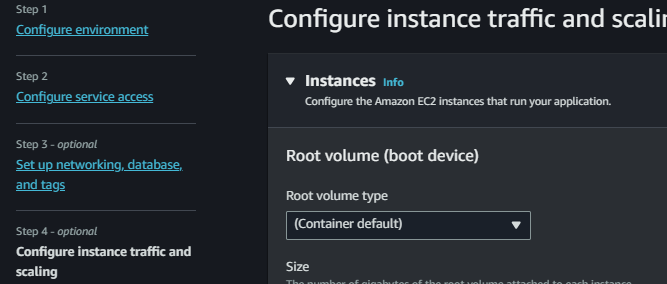 Step 1
Configure environment
Step 2
Configure service access
Step 3 - optional
Set up networking, database,
and tags
Step 4 - optional
Configure instance traffic and
scaling
Configure instance traffic and
Instances Info
Configure the Amazon EC2 instances that run your application.
Root volume (boot device)
Root volume type
(Container default)
Size
The number of gigabytes of the root volume attached to each instance.